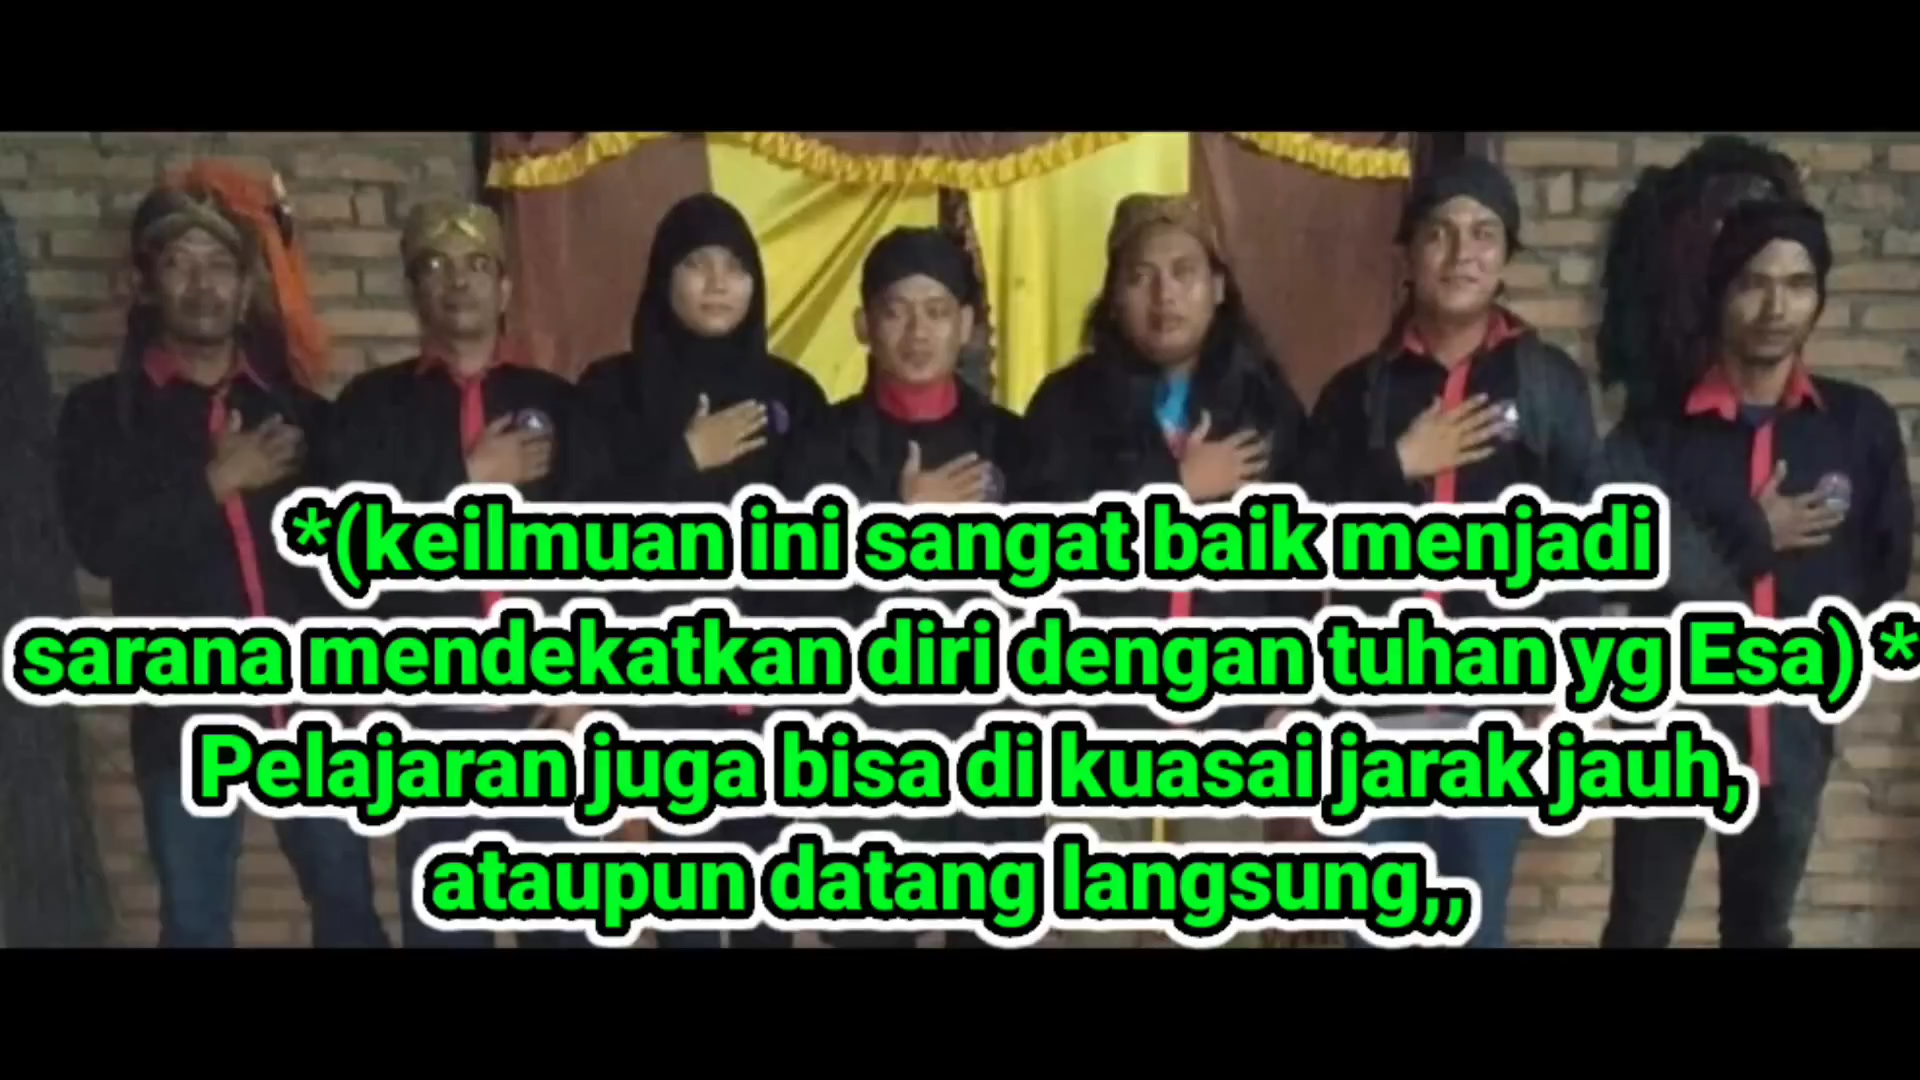 *(keilmuan ini sangat baik menjadi
sarana mendekatkan diri dengan tuhan yg Esa) *
Pelajaran juga bisa di kuasai jarak jauh,
ataupun datang langsung,,